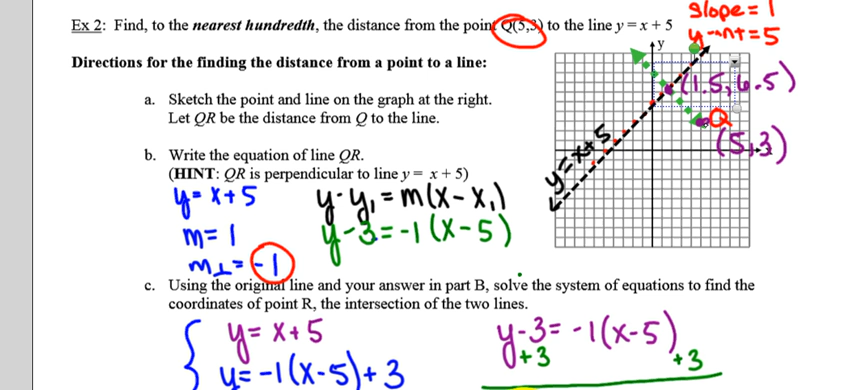 Ex 2: Find, to the nearest hundredth, the distance from the point Q(5,3) to the line y = x + 5
Slope = 1
y-int = 5
Directions for the finding the distance from a point to a line:
y
(1.5, 6.5)
a. Sketch the point and line on the graph at the right.
Let QR be the distance from Q to the line.
Q
(5,3)
y=x+5
b. Write the equation of line QR.
(HINT: QR is perpendicular to line y = x + 5)
y = x+5
y-y₁ = m(x-x₁)
m = 1
y-3 = -1(x-5)
m⊥ = -1
c. Using the original line and your answer in part B, solve the system of equations to find the
coordinates of point R, the intersection of the two lines.
{ y = x+5
y-3 = -1(x-5)
y = -1(x-5)+3
+3 +3